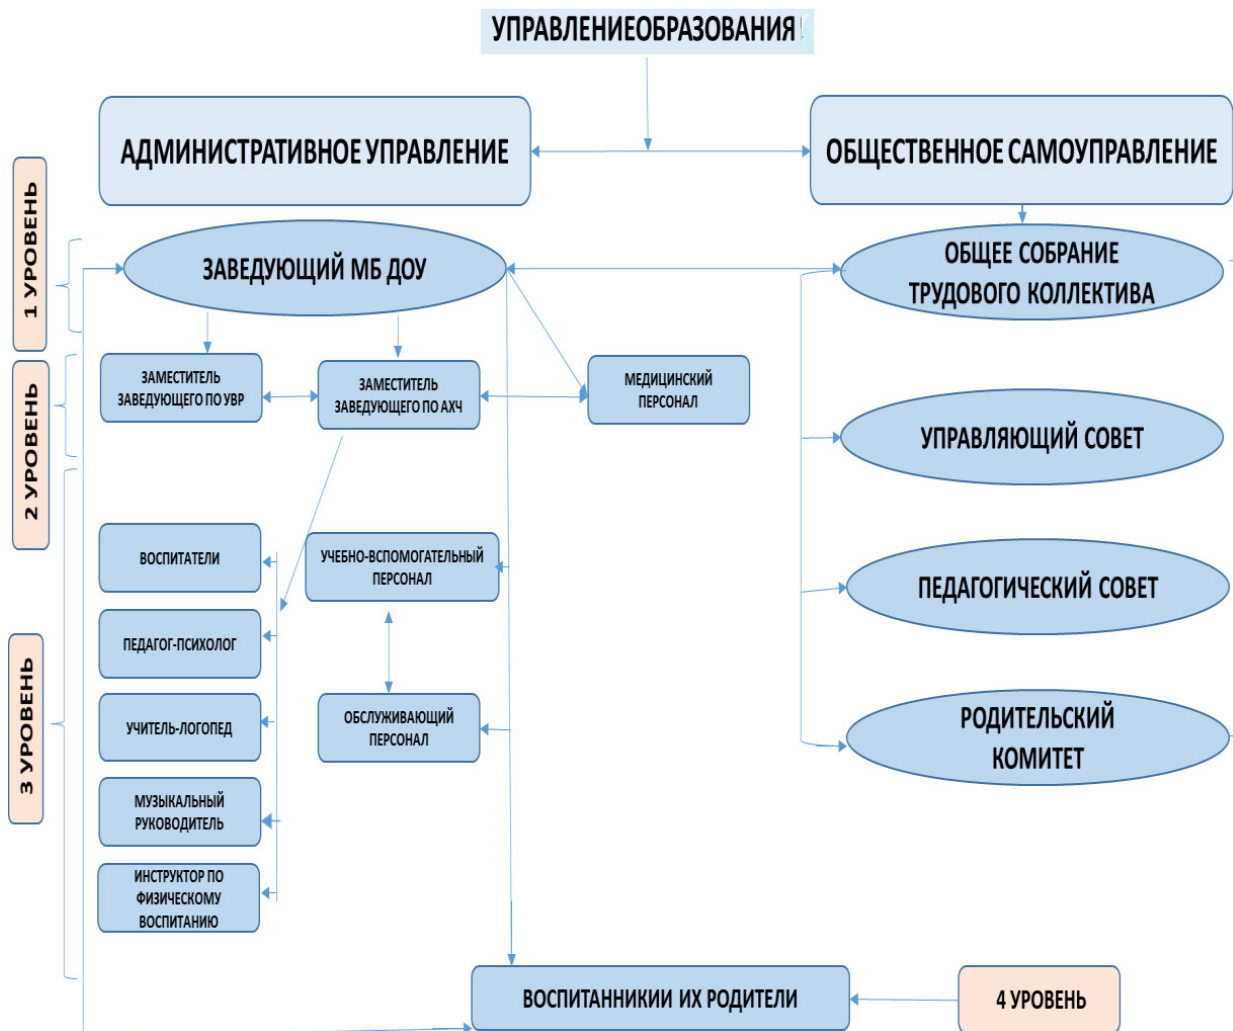 УПРАВЛЕНИЕОБРАЗОВАНИЯ
АДМИНИСТРАТИВНОЕ УПРАВЛЕНИЕ
ОБЩЕСТВЕННОЕ САМОУПРАВЛЕНИЕ
1 УРОВЕНЬ
ЗАВЕДУЮЩИЙ МБ ДОУ
ОБЩЕЕ СОБРАНИЕ
ТРУДОВОГО КОЛЛЕКТИВА
2 УРОВЕНЬ
ЗАМЕСТИТЕЛЬ
ЗАВЕДУЮЩЕГО ПО УВР
ЗАМЕСТИТЕЛЬ
ЗАВЕДУЮЩЕГО ПО АХЧ
МЕДИЦИНСКИЙ
ПЕРСОНАЛ
УПРАВЛЯЮЩИЙ СОВЕТ
3 УРОВЕНЬ
ВОСПИТАТЕЛИ
УЧЕБНО-ВСПОМОГАТЕЛЬНЫЙ
ПЕРСОНАЛ
ПЕДАГОГИЧЕСКИЙ СОВЕТ
ПЕДАГОГ-ПСИХОЛОГ
УЧИТЕЛЬ-ЛОГОПЕД
ОБСЛУЖИВАЮЩИЙ
ПЕРСОНАЛ
РОДИТЕЛЬСКИЙ
КОМИТЕТ
МУЗЫКАЛЬНЫЙ
РУКОВОДИТЕЛЬ
ИНСТРУКТОР ПО
ФИЗИЧЕСКОМУ
ВОСПИТАНИЮ
ВОСПИТАННИКИИ ИХ РОДИТЕЛИ
4 УРОВЕНЬ